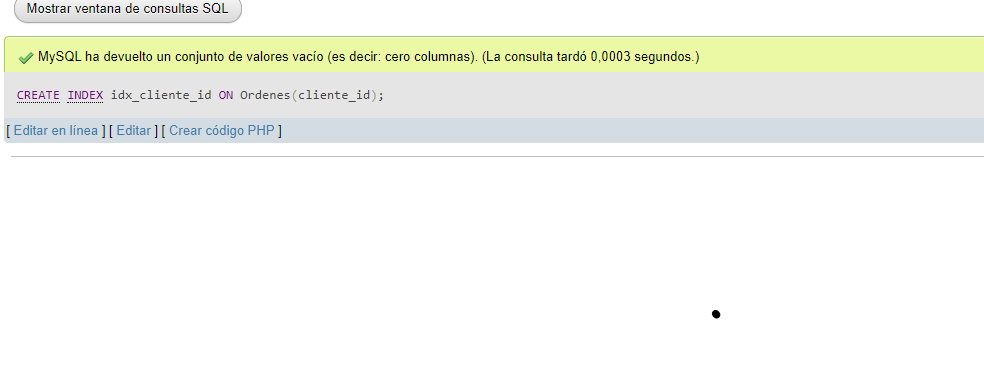 Mostrar ventana de consultas SQL
MySQL ha devuelto un conjunto de valores vacío (es decir: cero columnas). (La consulta tardó 0,0003 segundos.)
CREATE INDEX idx_cliente_id ON Ordenes(cliente_id);
[ Editar en línea ] [ Editar ] [ Crear código PHP ]